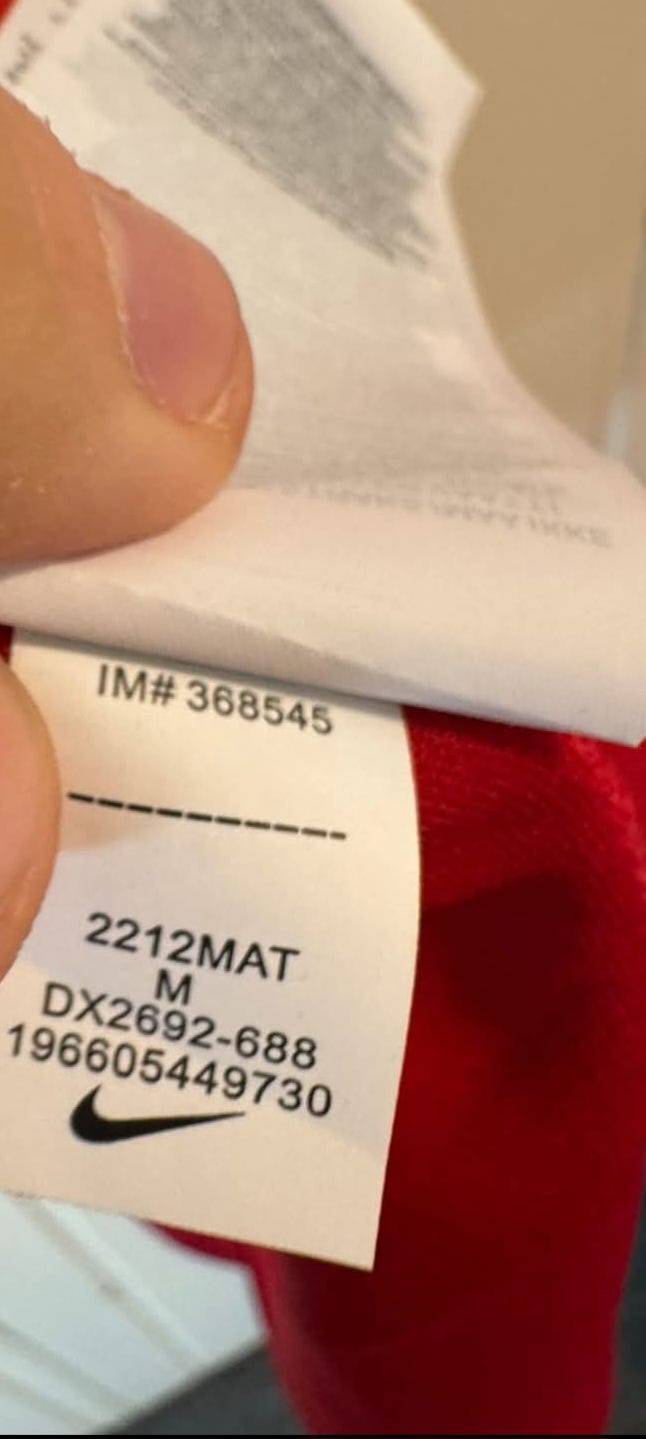 IM# 368545
----------
2212MAT
M
DX2692-688
196605449730